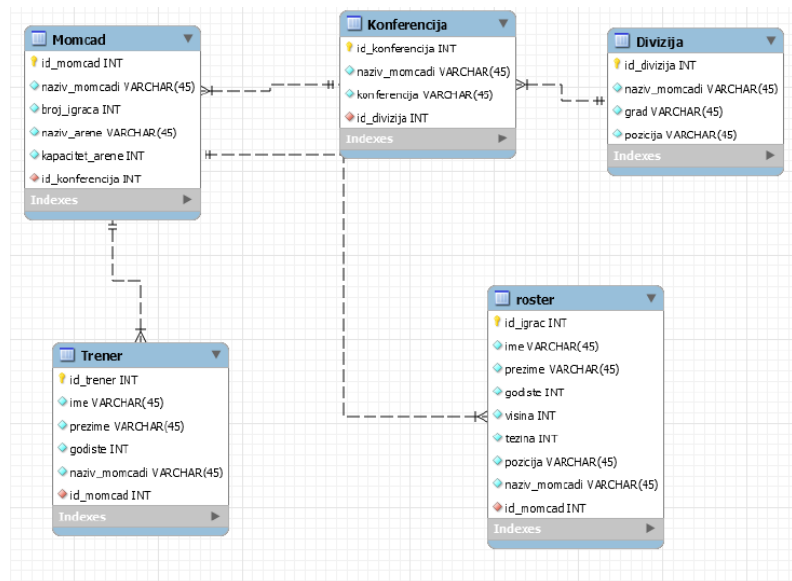 Momcad
id_momcad INT
naziv_momcadi VARCHAR(45)
broj_igraca INT
naziv_arene VARCHAR(45)
kapacitet_arene INT
id_konferencija INT
Indexes
Konferencija
id_konferencija INT
naziv_momcadi VARCHAR(45)
konferencija VARCHAR(45)
id_divizija INT
Indexes
Divizija
id_divizija INT
naziv_momcadi VARCHAR(45)
grad VARCHAR(45)
pozicija VARCHAR(45)
Indexes
Trener
id_trener INT
ime VARCHAR(45)
prezime VARCHAR(45)
godiste INT
naziv_momcadi VARCHAR(45)
id_momcad INT
Indexes
roster
id_igrac INT
ime VARCHAR(45)
prezime VARCHAR(45)
godiste INT
visina INT
tezina INT
pozicija VARCHAR(45)
naziv_momcadi VARCHAR(45)
id_momcad INT
Indexes